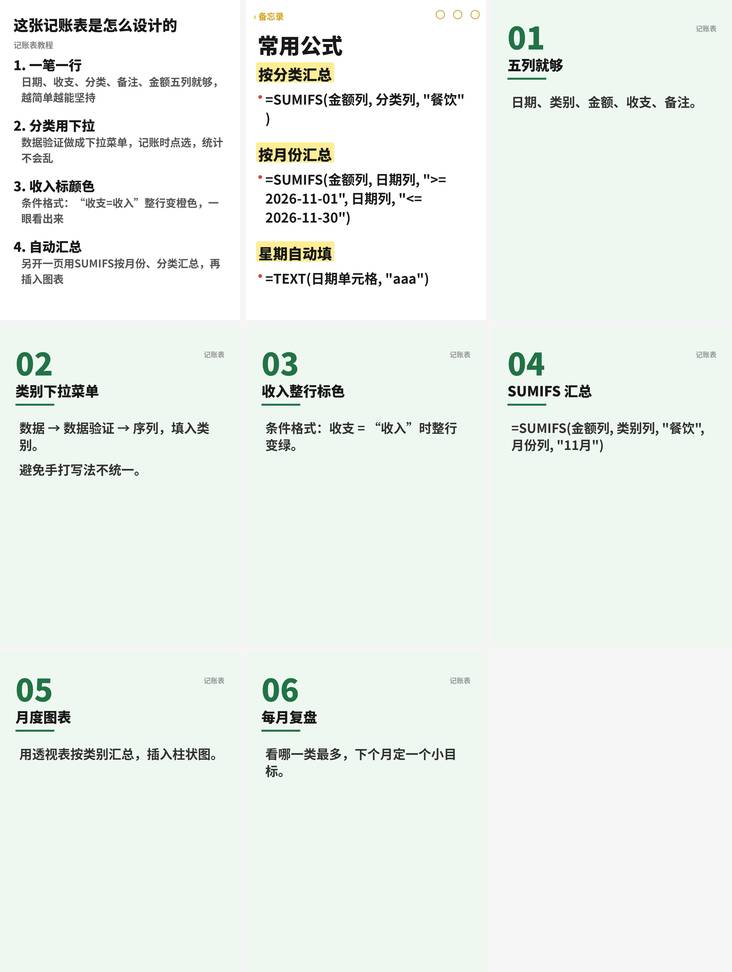 这张记账表是怎么设计的
记账表教程
1. 一笔一行
日期、收支、分类、备注、金额五列就够，
越简单越能坚持
2. 分类用下拉
数据验证做成下拉菜单，记账时点选，统计
不会乱
3. 收入标颜色
条件格式：“收支=收入”整行变橙色，一
眼看出来
4. 自动汇总
另开一页用SUMIFS按月份、分类汇总，再
插入图表
‹ 备忘录
常用公式
按分类汇总
• =SUMIFS(金额列, 分类列, "餐饮"
)
按月份汇总
• =SUMIFS(金额列, 日期列, ">=
2026-11-01", 日期列, "<=
2026-11-30")
星期自动填
• =TEXT(日期单元格, "aaa")
01
记账表
五列就够
日期、类别、金额、收支、备注。
02
记账表
类别下拉菜单
数据 → 数据验证 → 序列，填入类
别。
避免手打写法不统一。
03
记账表
收入整行标色
条件格式：收支 = “收入”时整行
变绿。
04
记账表
SUMIFS 汇总
=SUMIFS(金额列, 类别列, "餐饮",
月份列, "11月")
05
记账表
月度图表
用透视表按类别汇总，插入柱状图。
06
记账表
每月复盘
看哪一类最多，下个月定一个小目
标。